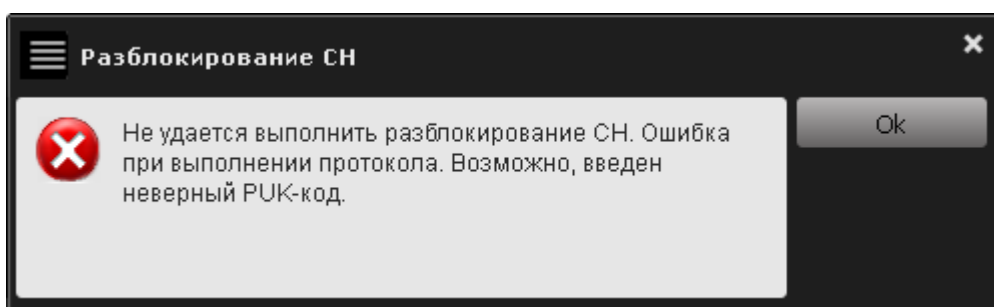 Разблокирование СН
Не удается выполнить разблокирование СН. Ошибка
при выполнении протокола. Возможно, введен
неверный PUK-код.
Ok